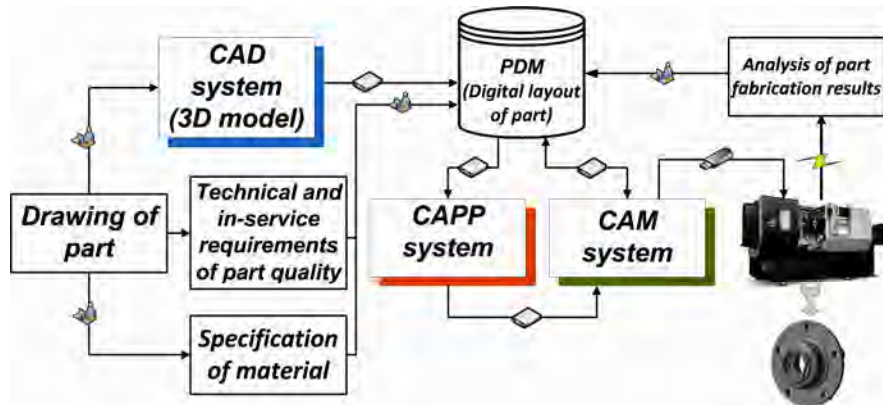 CAD
system
(3D model)
PDM
(Digital layout
of part)
Analysis of part
fabrication results
Drawing of
part
Technical and
in-service
requirements
of part quality
CAPP
system
CAM
system
Specification
of material